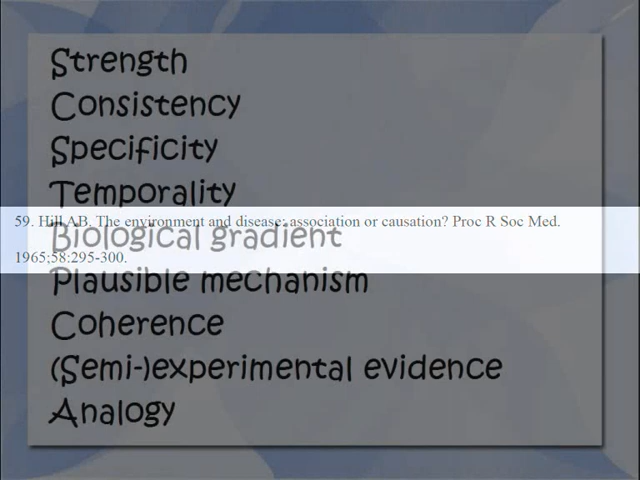 Strength
Consistency
Specificity
Temporality
59. Hill AB. The environment and disease: association or causation? Proc R Soc Med.
Biological gradient
1965;58:295-300.
Plausible mechanism
Coherence
(Semi-)experimental evidence
Analogy